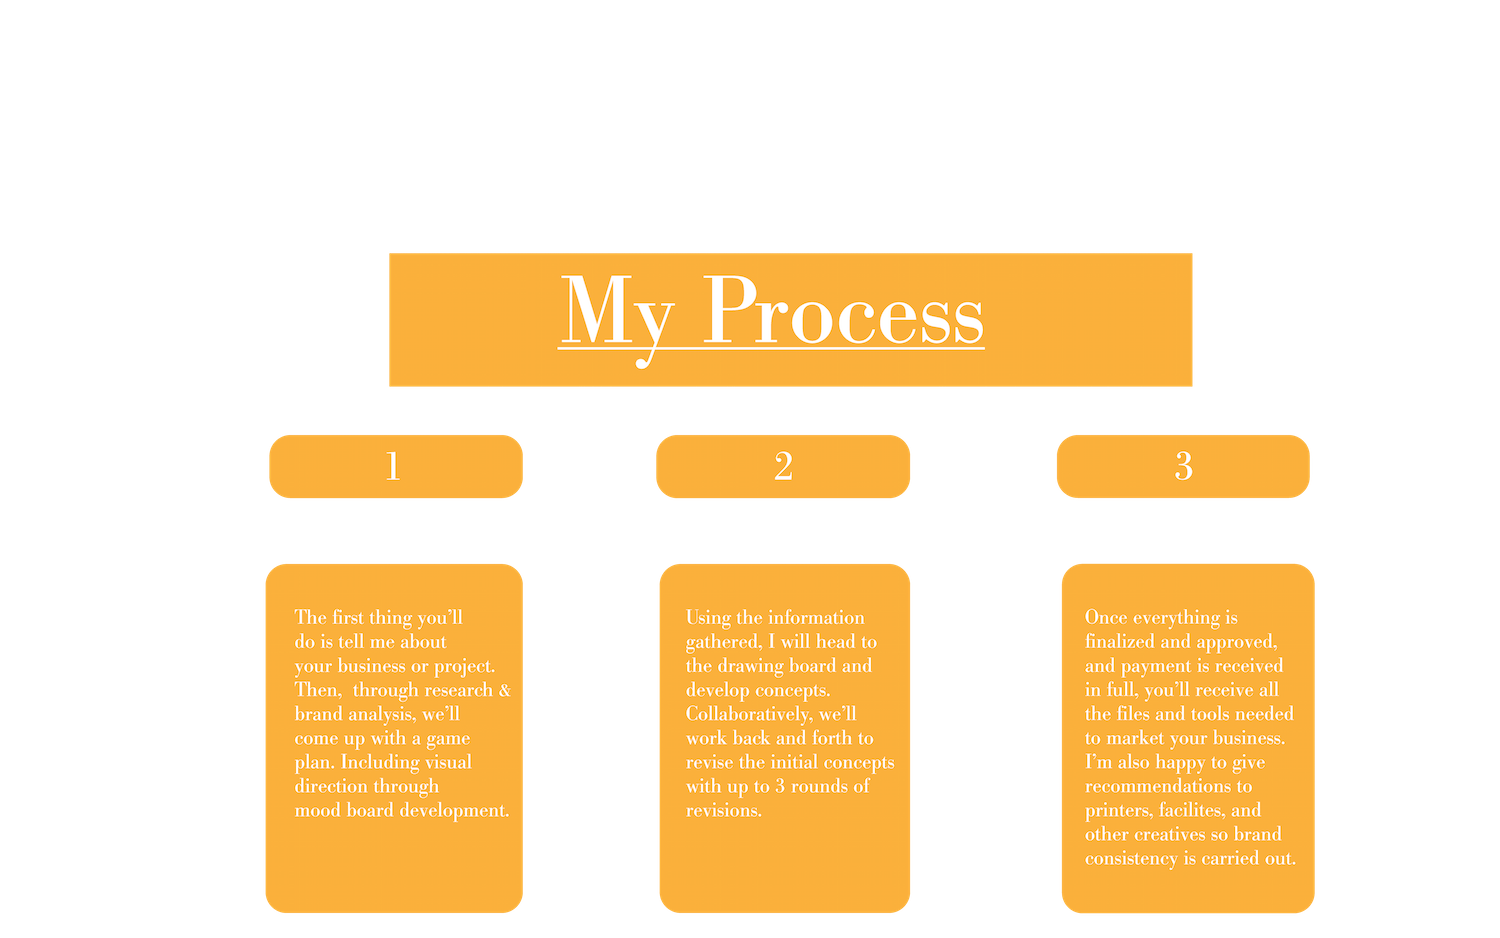 My Process
1
2
3
The first thing you’ll
do is tell me about
your business or project.
Then,  through research &
brand analysis, we’ll
come up with a game
plan. Including visual
direction through
mood board development.
Using the information
gathered, I will head to
the drawing board and
develop concepts.
Collaboratively, we’ll
work back and forth to
revise the initial concepts
with up to 3 rounds of
revisions.
Once everything is
finalized and approved,
and payment is received
in full, you’ll receive all
the files and tools needed
to market your business.
I’m also happy to give
recommendations to
printers, facilites, and
other creatives so brand
consistency is carried out.